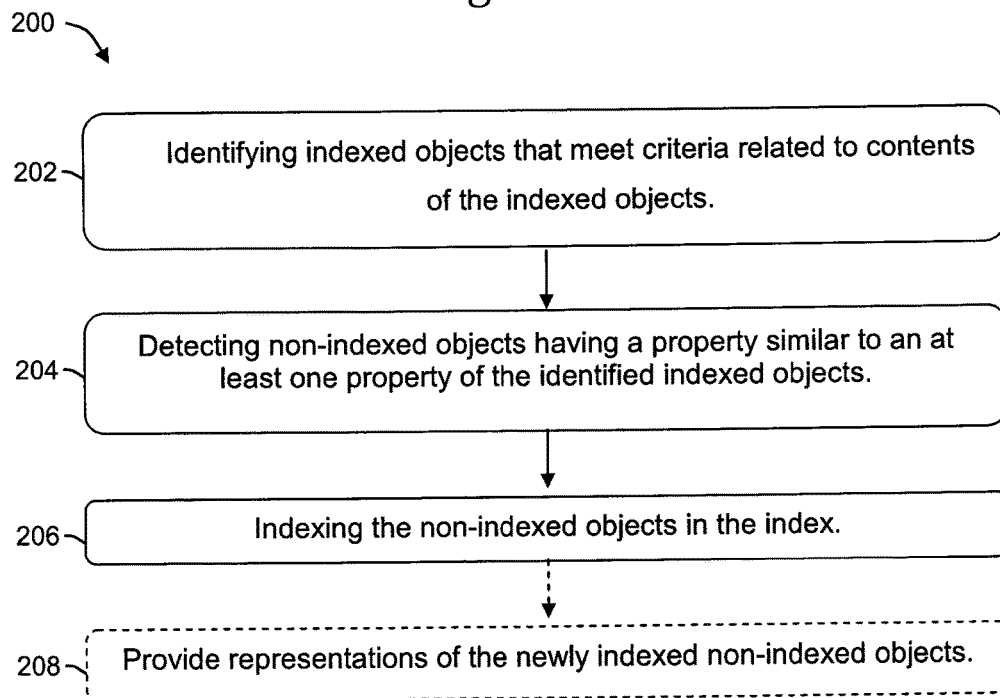 200
202
Identifying indexed objects that meet criteria related to contents
of the indexed objects.
204
Detecting non-indexed objects having a property similar to an at
least one property of the identified indexed objects.
206
Indexing the non-indexed objects in the index.
208
Provide representations of the newly indexed non-indexed objects.